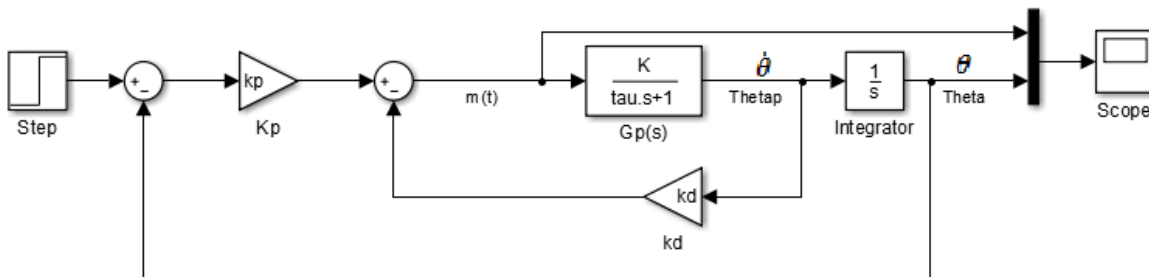 +
−
Step
kp
Kp
+
−
m(t)
K
tau.s+1
Gp(s)
θ̇
Thetap
1
s
Integrator
θ
Theta
Scope
kd
kd